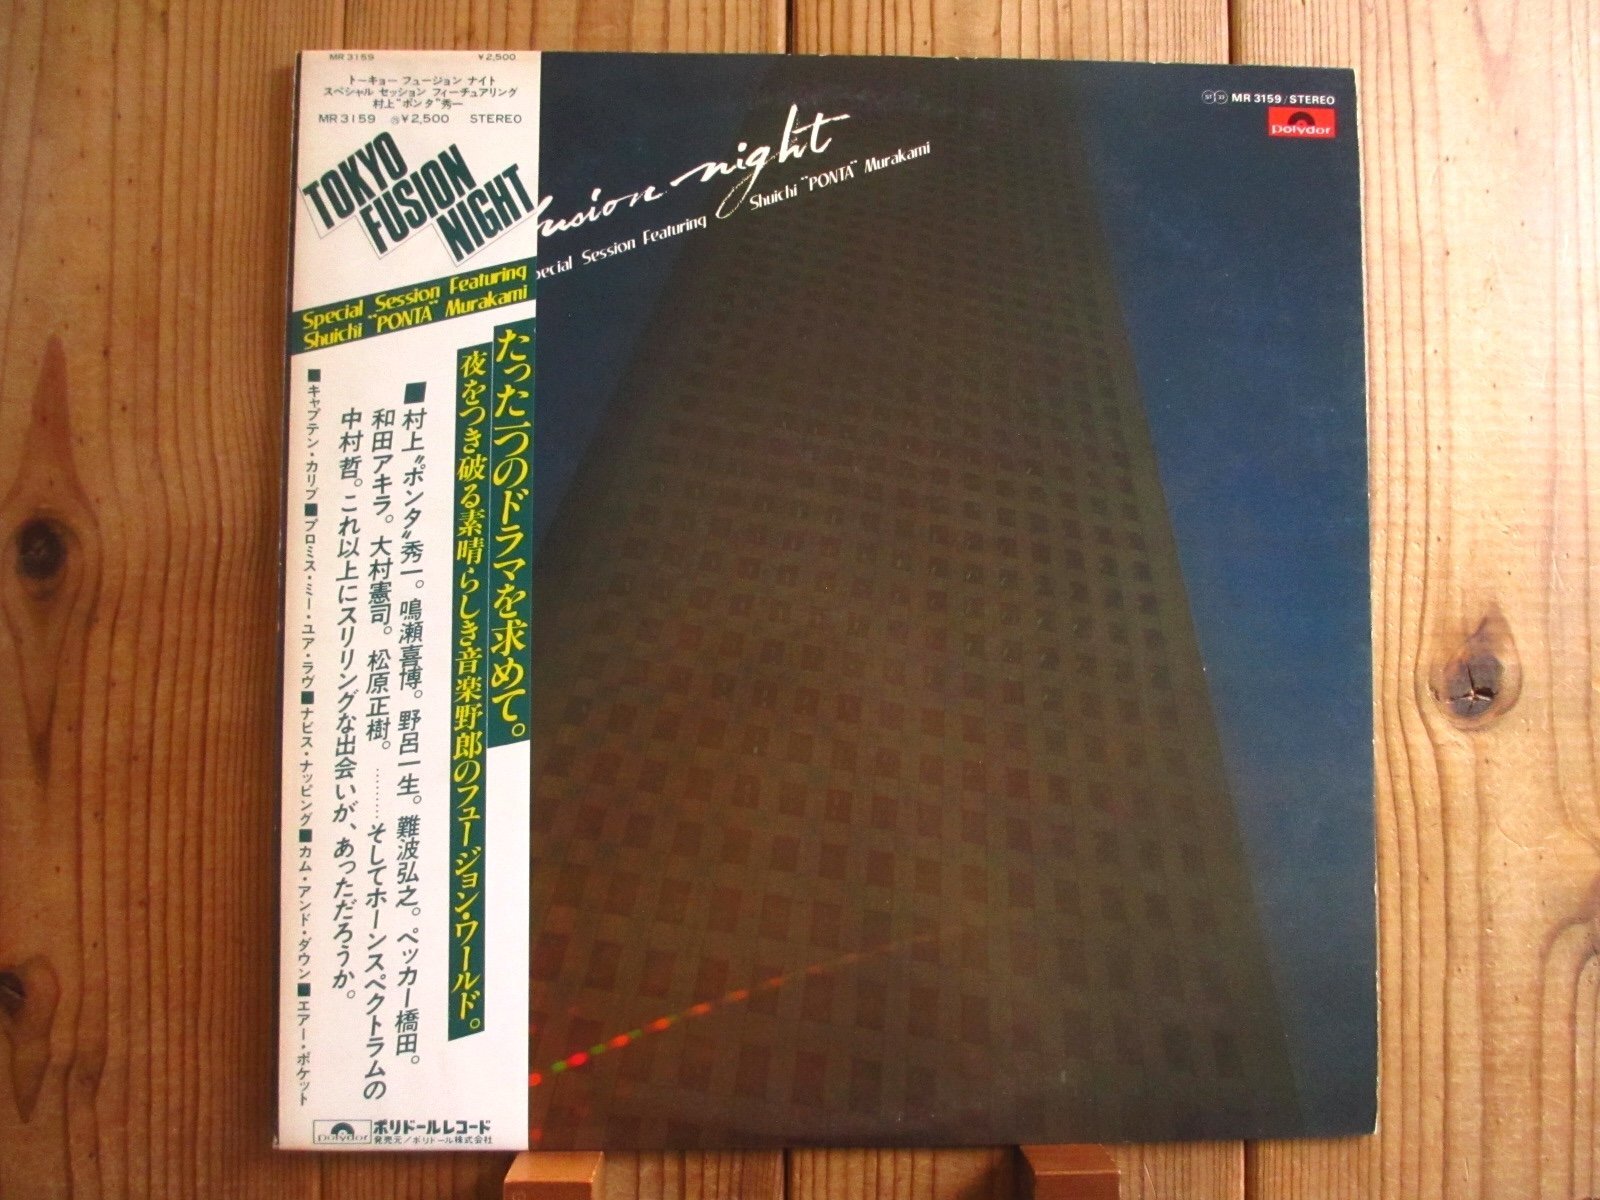 MR 3159 ¥2,500
トーキョー フュージョン ナイト
スペシャル セッション フィーチュアリング
村上"ポンタ"秀一
MR 3159 ¥2,500 STEREO
TOKYO
FUSION
NIGHT
Special Session Featuring
Shuichi "PONTA" Murakami
たった一つのドラマを求めて。
夜をつき破る素晴らしき音楽野郎のフュージョン・ワールド。
■村上"ポンタ"秀一。鳴瀬喜博。野呂一生。難波弘之。ペッカー橋田。
和田アキラ。大村憲司。松原正樹。………そしてホーンスペクトラムの
中村哲。これ以上にスリリングな出会いが、あっただろうか。
■キャプテン・カリブ■プロミス・ミー・ユア・ラヴ■ナビス・ナッピング■カム・アンド・ダウン■エアー・ポケット
Polydor ポリドールレコード
発売元/ポリドール株式会社
fusion night
pecial Session Featuring Shuichi "PONTA" Murakami
MR 3159/STEREO
Polydor